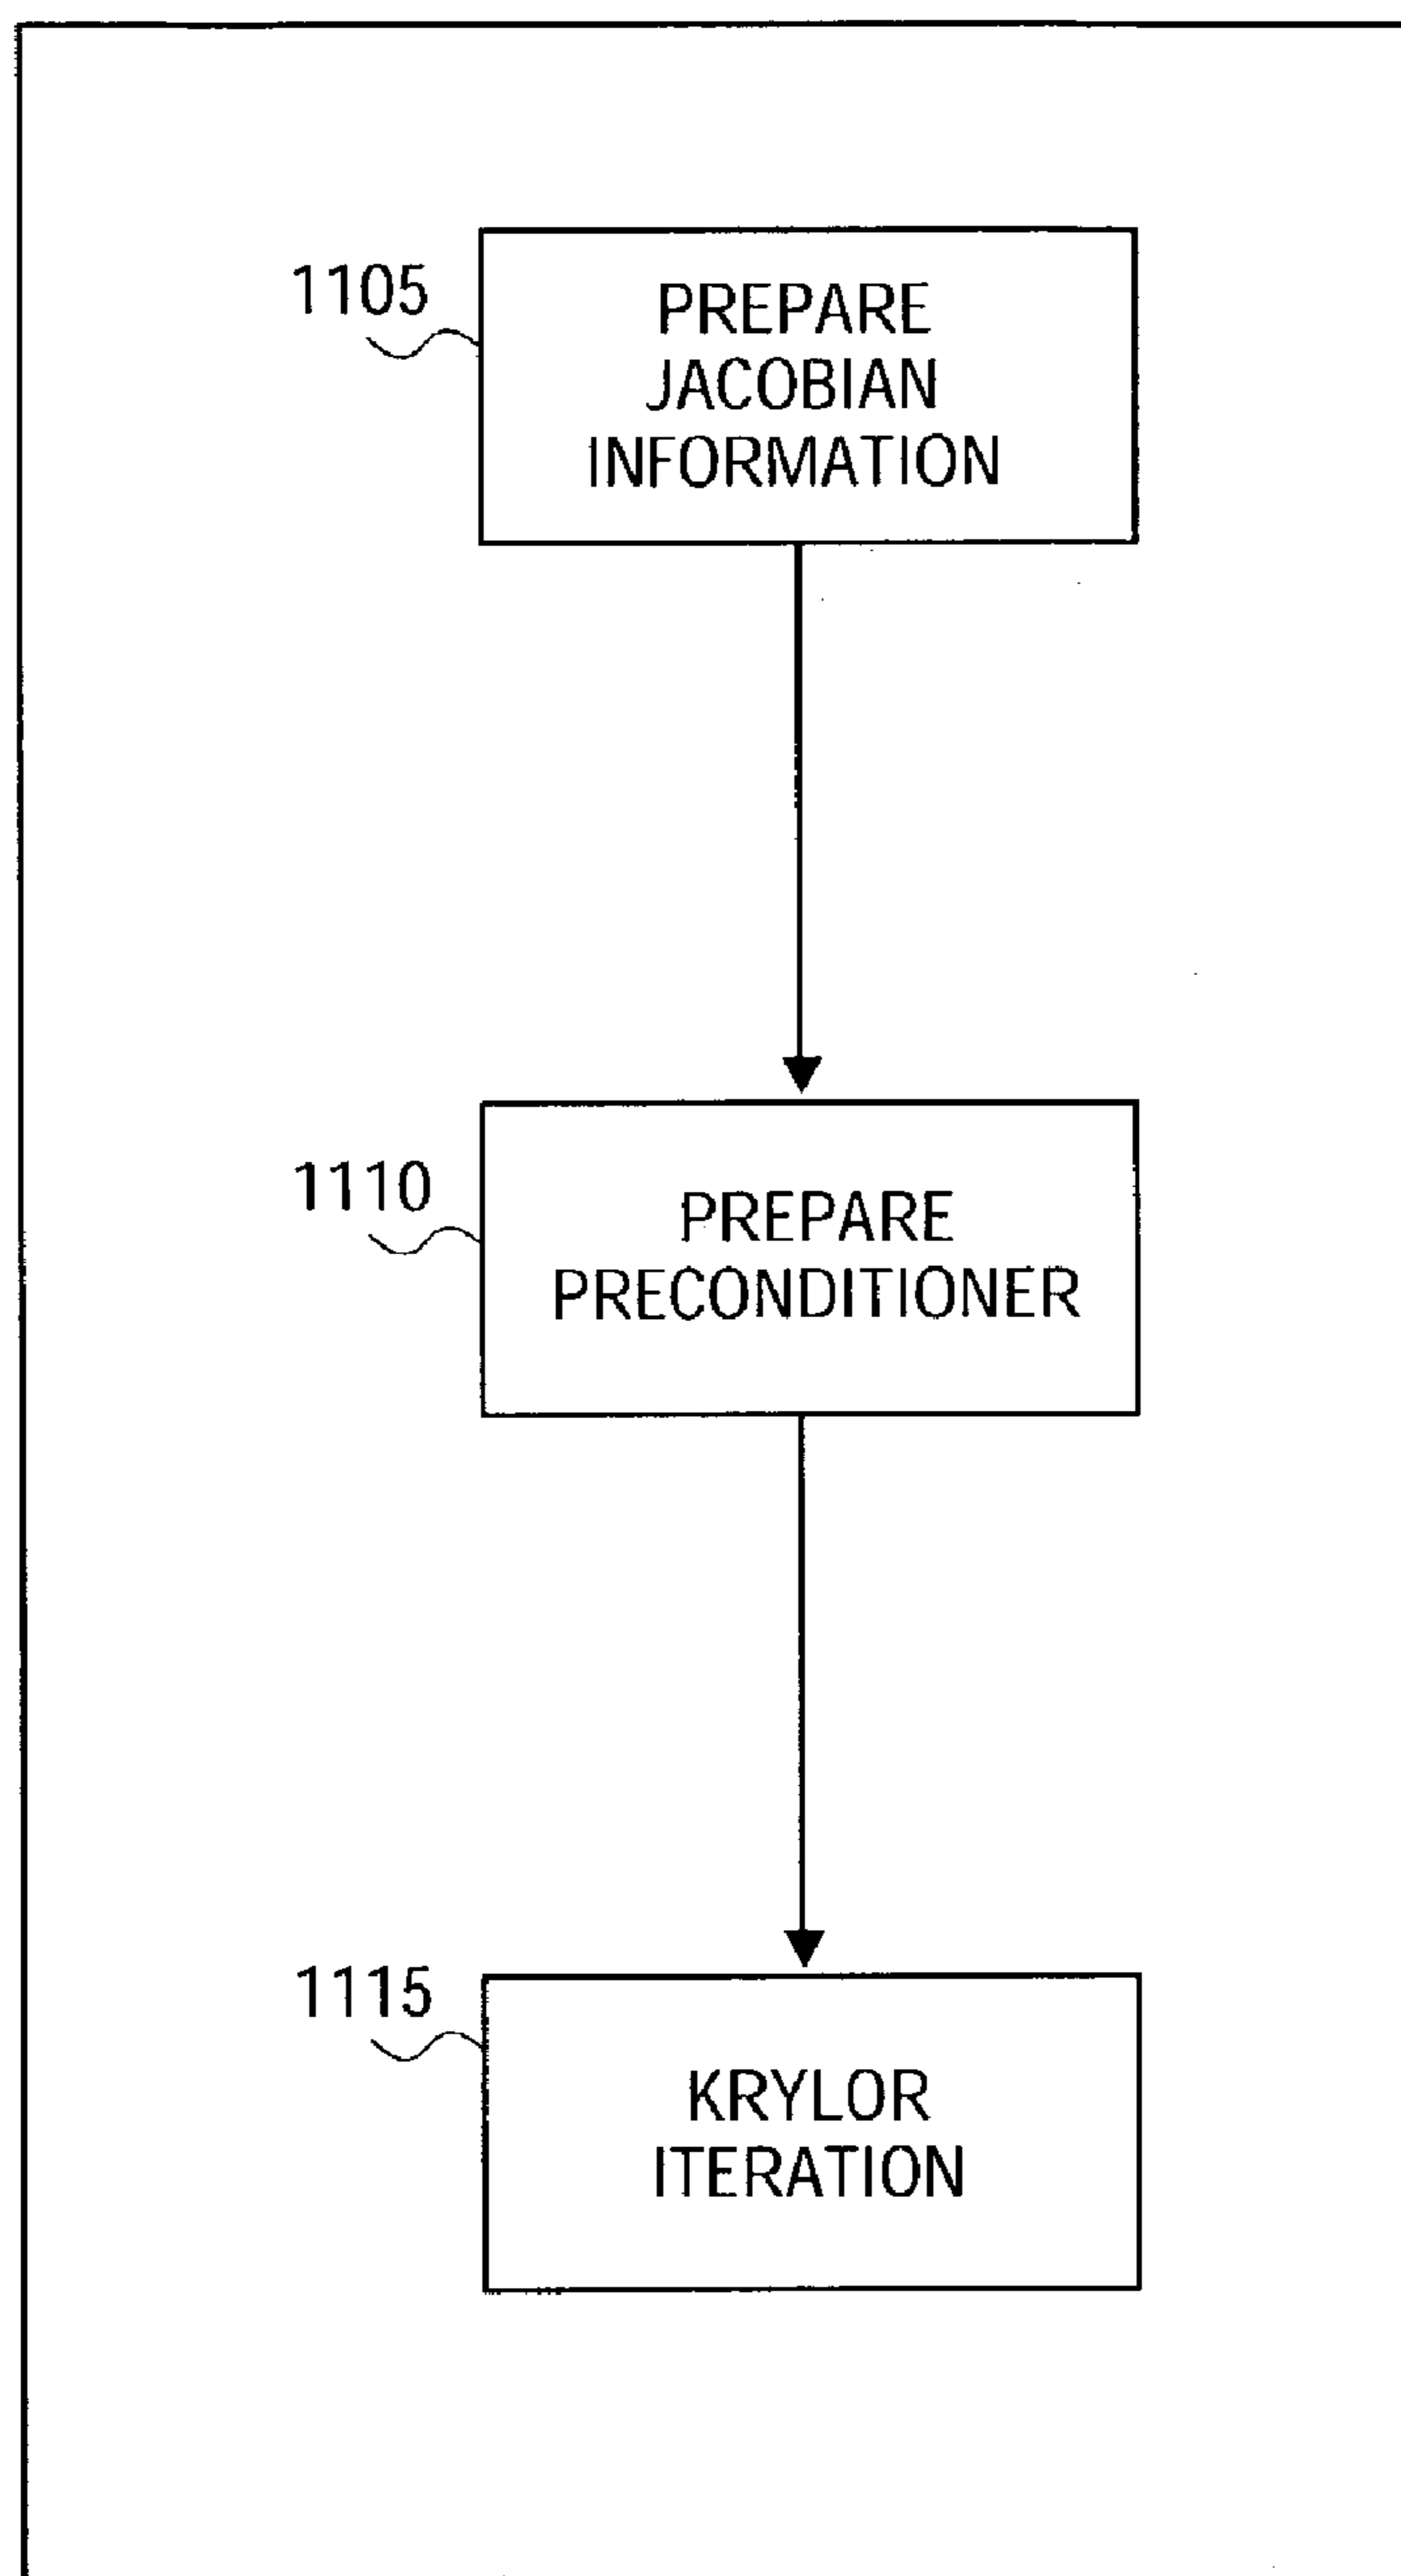 1105
PREPARE
JACOBIAN
INFORMATION
1110
PREPARE
PRECONDITIONER
1115
KRYLOR
ITERATION